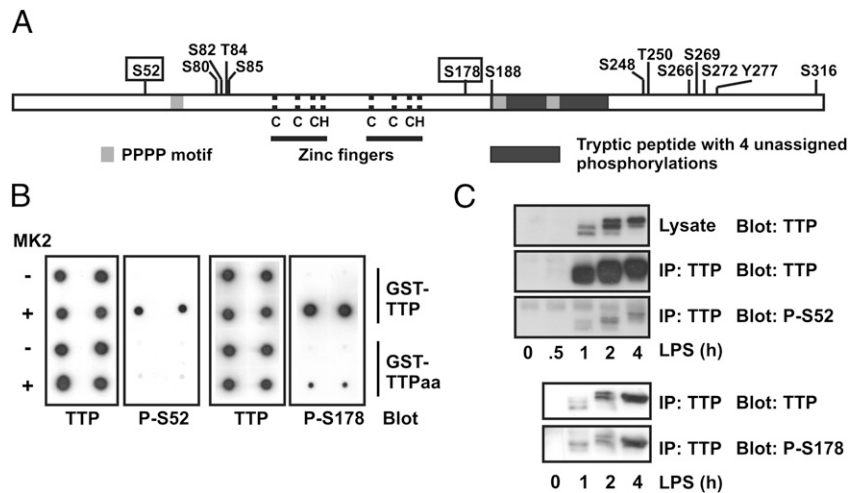 A
S52
S82 T84
S80 S85
S178 S188
S248 T250 S266 S269 S272 Y277
S316
C C CH C C CH
PPPP motif
Zinc fingers
Tryptic peptide with 4 unassigned
phosphorylations
B
MK2
-
+
-
+
GST-
TTP
GST-
TTPaa
TTP P-S52 TTP P-S178 Blot
C
Lysate Blot: TTP
IP: TTP Blot: TTP
IP: TTP Blot: P-S52
0 .5 1 2 4 LPS (h)
IP: TTP Blot: TTP
IP: TTP Blot: P-S178
0 1 2 4 LPS (h)